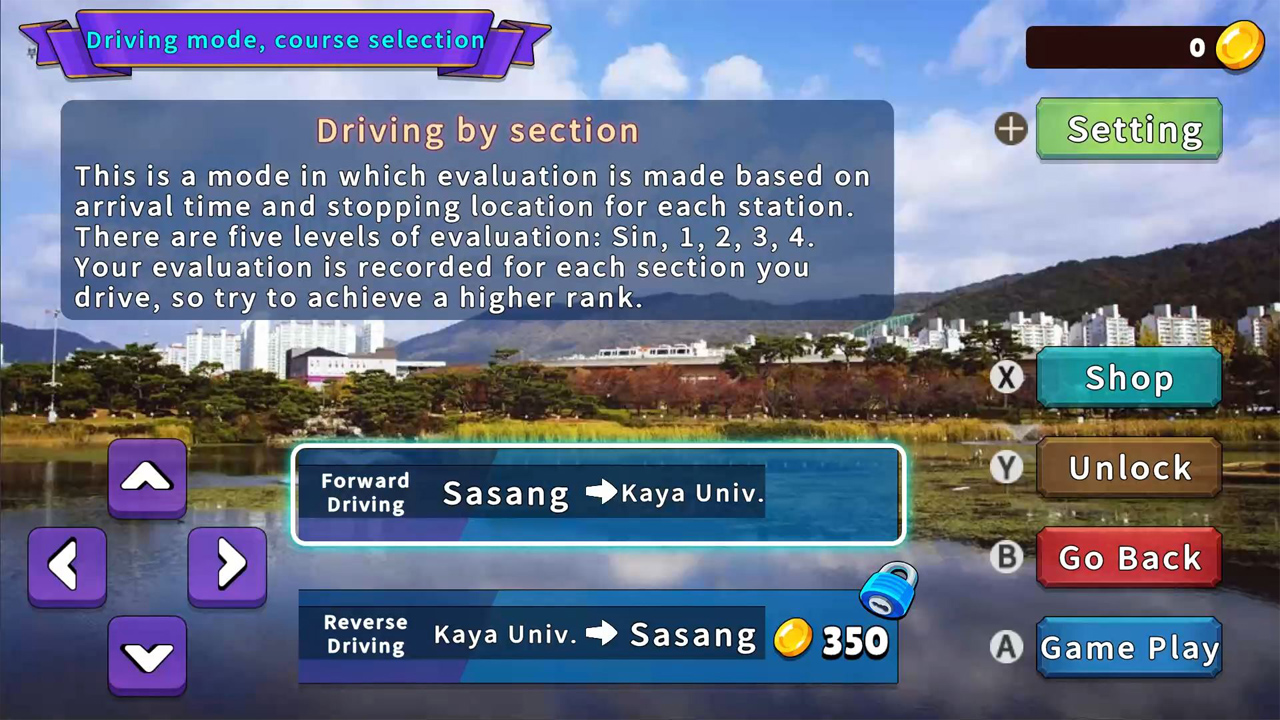 Driving mode, course selection
0
Driving by section
This is a mode in which evaluation is made based on
arrival time and stopping location for each station.
There are five levels of evaluation: Sin, 1, 2, 3, 4.
Your evaluation is recorded for each section you
drive, so try to achieve a higher rank.
+ Setting
X Shop
Y Unlock
B Go Back
A Game Play
Forward
Driving
Sasang ➡ Kaya Univ.
Reverse
Driving
Kaya Univ. ➡ Sasang
350